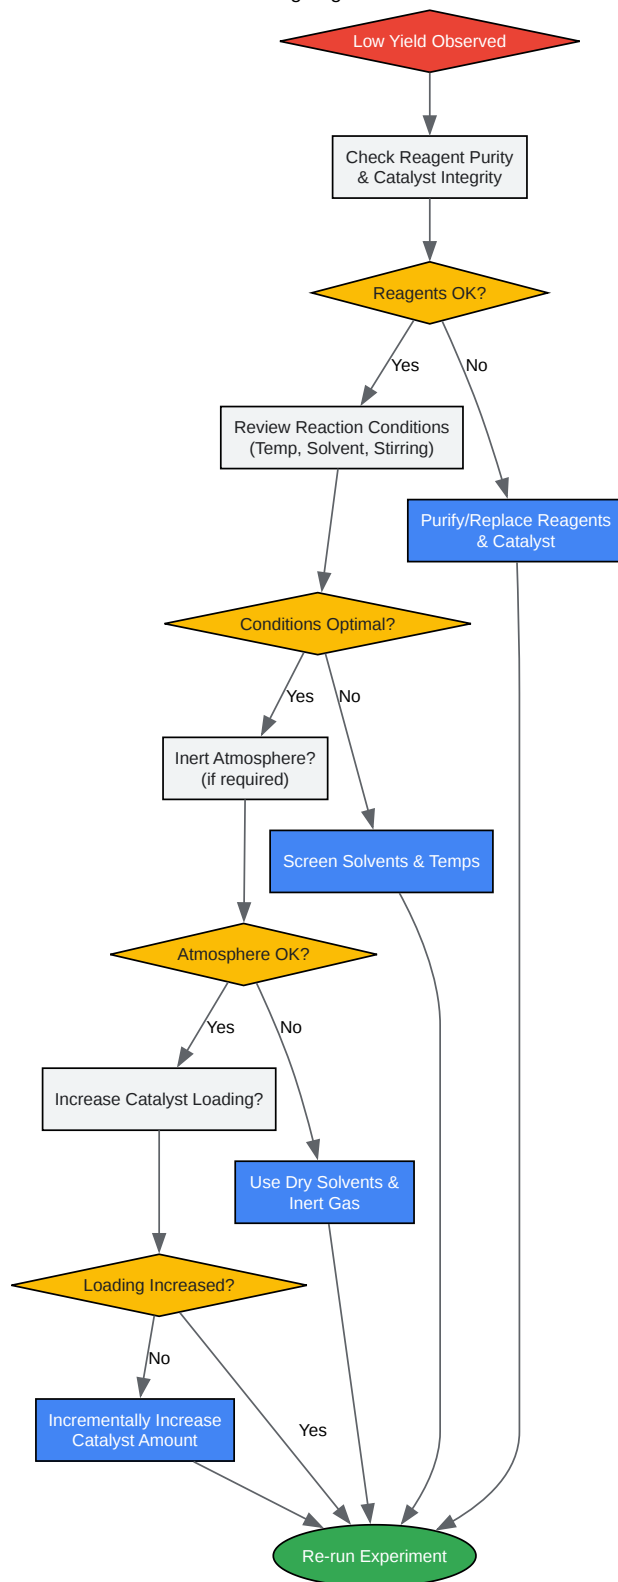 Low Yield Observed
Check Reagent Purity
& Catalyst Integrity
Reagents OK?
Yes
No
Review Reaction Conditions
(Temp, Solvent, Stirring)
Purify/Replace Reagents
& Catalyst
Conditions Optimal?
Yes
No
Inert Atmosphere?
(if required)
Screen Solvents & Temps
Atmosphere OK?
Yes
No
Increase Catalyst Loading?
Use Dry Solvents &
Inert Gas
Loading Increased?
No
Incrementally Increase
Catalyst Amount
Yes
Re-run Experiment